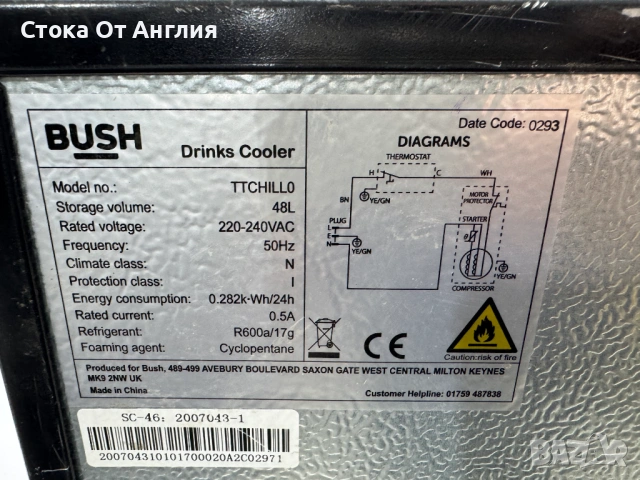 Стока От Англия
BUSH
Drinks Cooler
Date Code: 0293
Model no.: TTCHILL0
Storage volume: 48L
Rated voltage: 220-240VAC
Frequency: 50Hz
Climate class: N
Protection class: I
Energy consumption: 0.282k-Wh/24h
Rated current: 0.5A
Refrigerant: R600a/17g
Foaming agent: Cyclopentane
DIAGRAMS
THERMOSTAT
H C WH
BN
YE/GN
MOTOR
PROTECTOR
PLUG
L
E
N
YE/GN
STARTER
θ
YE/GN
COMPRESSOR
CE
Caution:risk of fire
Produced for Bush, 489-499 AVEBURY BOULEVARD SAXON GATE WEST CENTRAL MILTON KEYNES
MK9 2NW UK
Made in China
Customer Helpline: 01759 487838
SC-46: 2007043-1
200704310101700020A2C02971
bazar